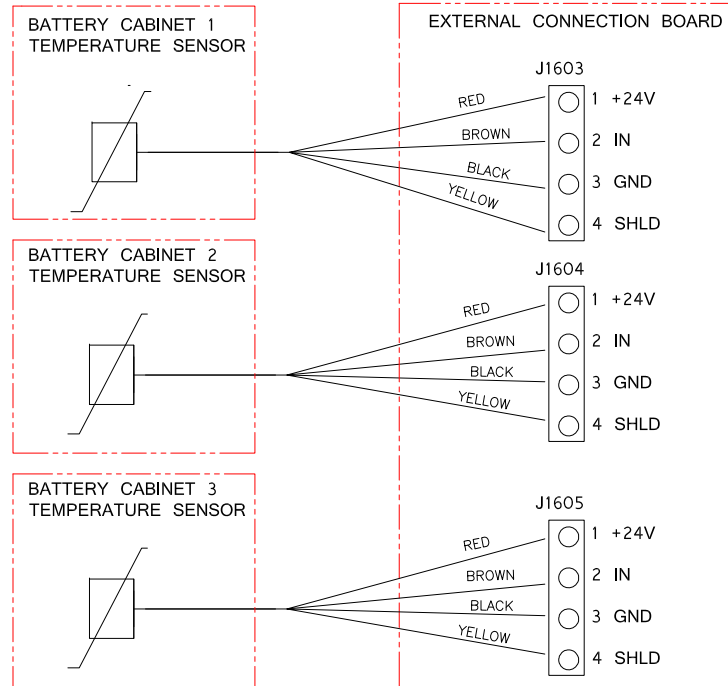 BATTERY CABINET 1
TEMPERATURE SENSOR
EXTERNAL CONNECTION BOARD
J1603
RED
1 +24V
BROWN
2 IN
BLACK
3 GND
YELLOW
4 SHLD
BATTERY CABINET 2
TEMPERATURE SENSOR
J1604
RED
1 +24V
BROWN
2 IN
BLACK
3 GND
YELLOW
4 SHLD
BATTERY CABINET 3
TEMPERATURE SENSOR
J1605
RED
1 +24V
BROWN
2 IN
BLACK
3 GND
YELLOW
4 SHLD